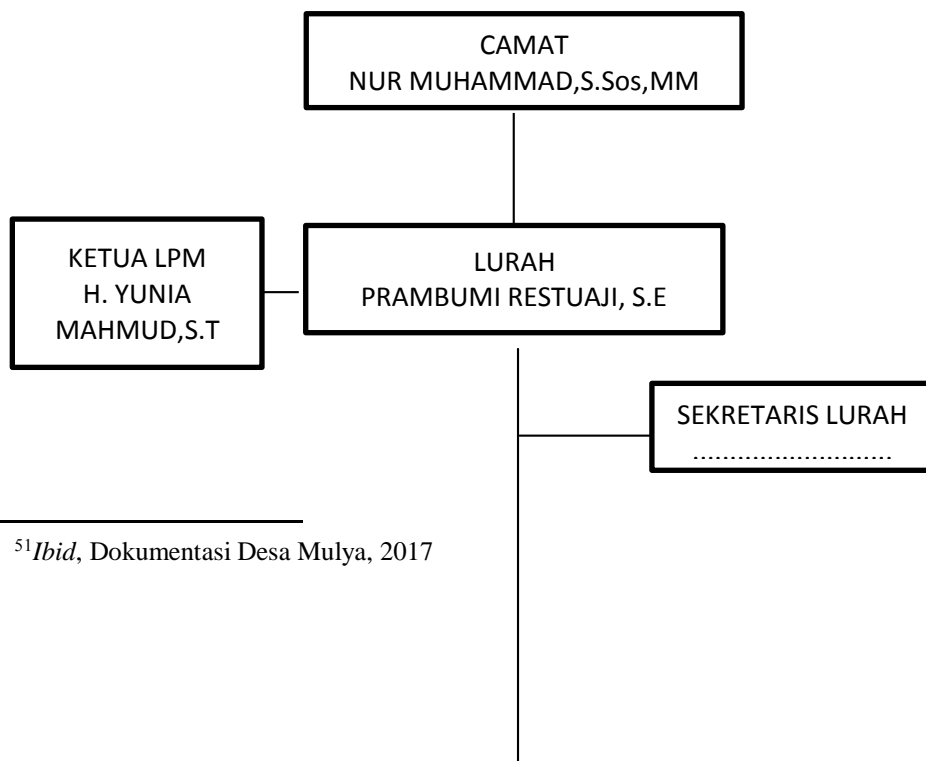 CAMAT
NUR MUHAMMAD,S.Sos,MM
KETUA LPM
H. YUNIA
MAHMUD,S.T
LURAH
PRAMBUMI RESTUAJI, S.E
SEKRETARIS LURAH
...........................
51Ibid, Dokumentasi Desa Mulya, 2017